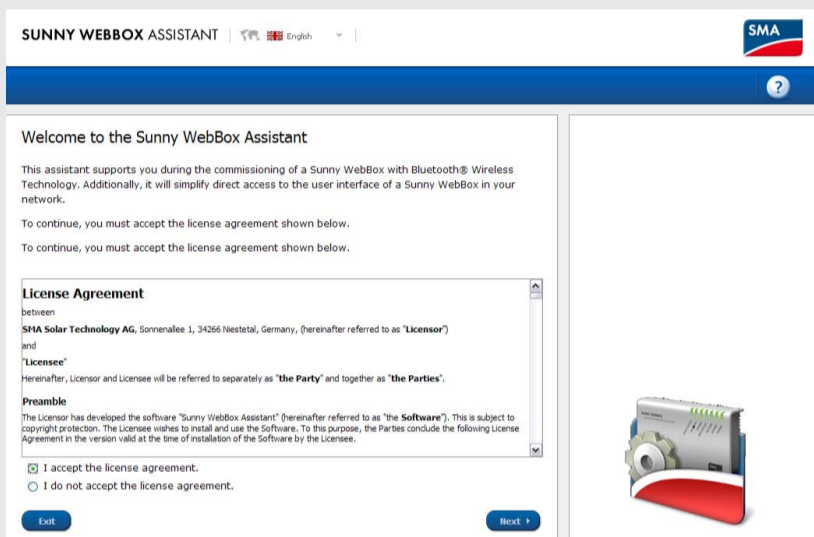 SUNNY WEBBOX ASSISTANT
English
SMA
?
Welcome to the Sunny WebBox Assistant
This assistant supports you during the commissioning of a Sunny WebBox with Bluetooth® Wireless
Technology. Additionally, it will simplify direct access to the user interface of a Sunny WebBox in your
network.
To continue, you must accept the license agreement shown below.
To continue, you must accept the license agreement shown below.
License Agreement
between
SMA Solar Technology AG, Sonnenallee 1, 34266 Niestetal, Germany, (hereinafter referred to as "Licensor")
and
"Licensee"
Hereinafter, Licensor and Licensee will be referred to separately as "the Party" and together as "the Parties".
Preamble
The Licensor has developed the software "Sunny WebBox Assistant" (hereinafter referred to as "the Software"). This is subject to
copyright protection. The Licensee wishes to install and use the Software. To this purpose, the Parties conclude the following License
Agreement in the version valid at the time of installation of the Software by the Licensee.
I accept the license agreement.
I do not accept the license agreement.
Exit
Next